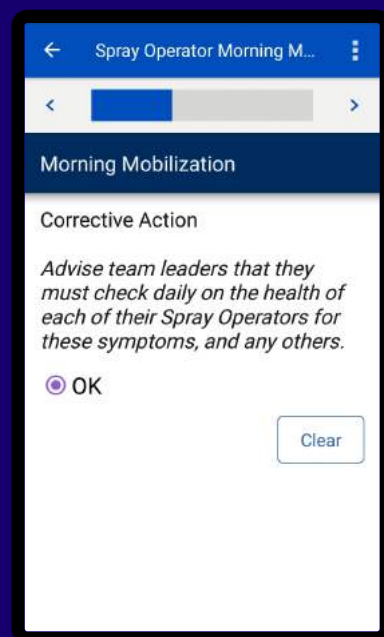 Spray Operator Morning M...
Morning Mobilization
Corrective Action
Advise team leaders that they
must check daily on the health of
each of their Spray Operators for
these symptoms, and any others.
OK
Clear